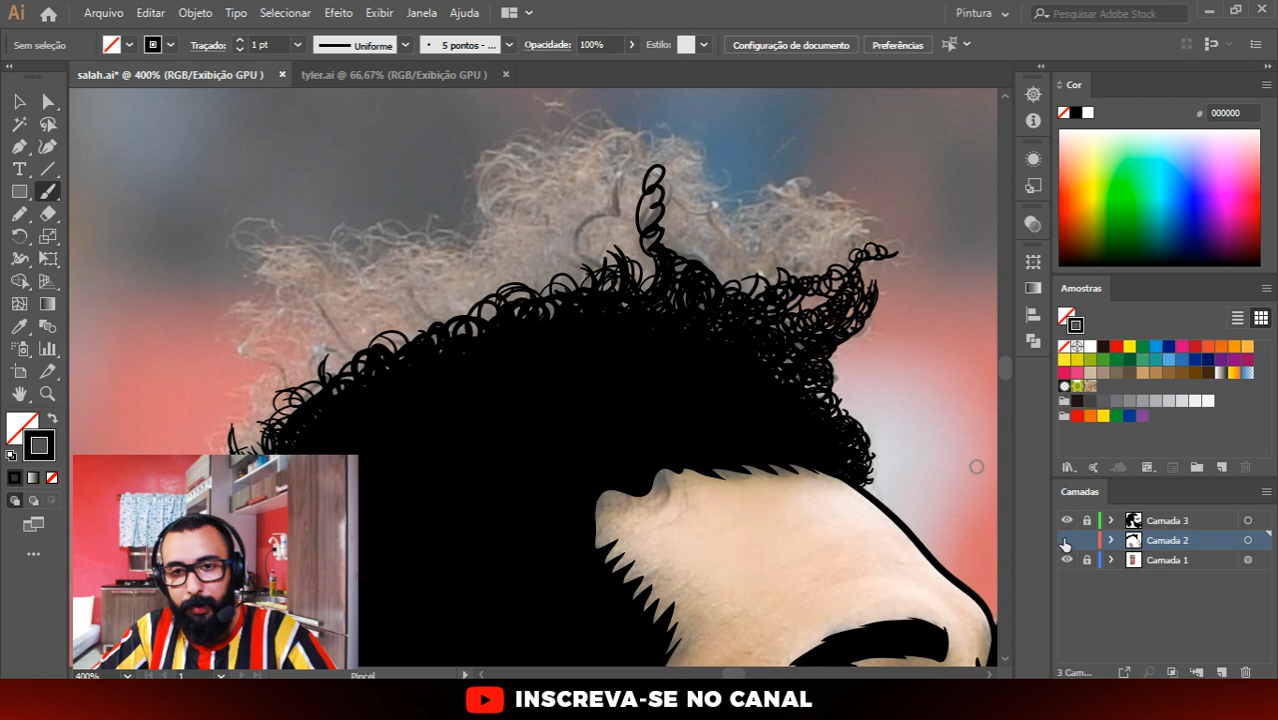 Ai
Arquivo Editar Objeto Tipo Selecionar Efeito Exibir Janela Ajuda
Pintura
Pesquisar Adobe Stock
Sem seleção
Traçado: 1 pt
Uniforme
5 pontos - ...
Opacidade: 100%
Estilo:
Configuração de documento
Preferências
salah.ai* @ 400% (RGB/Exibição GPU )
tyler.ai @ 66,67% (RGB/Exibição GPU )
Cor
# 000000
Amostras
Camadas
Camada 3
Camada 2
Camada 1
3 Cam...
400%
1
Pincel
INSCREVA-SE NO CANAL